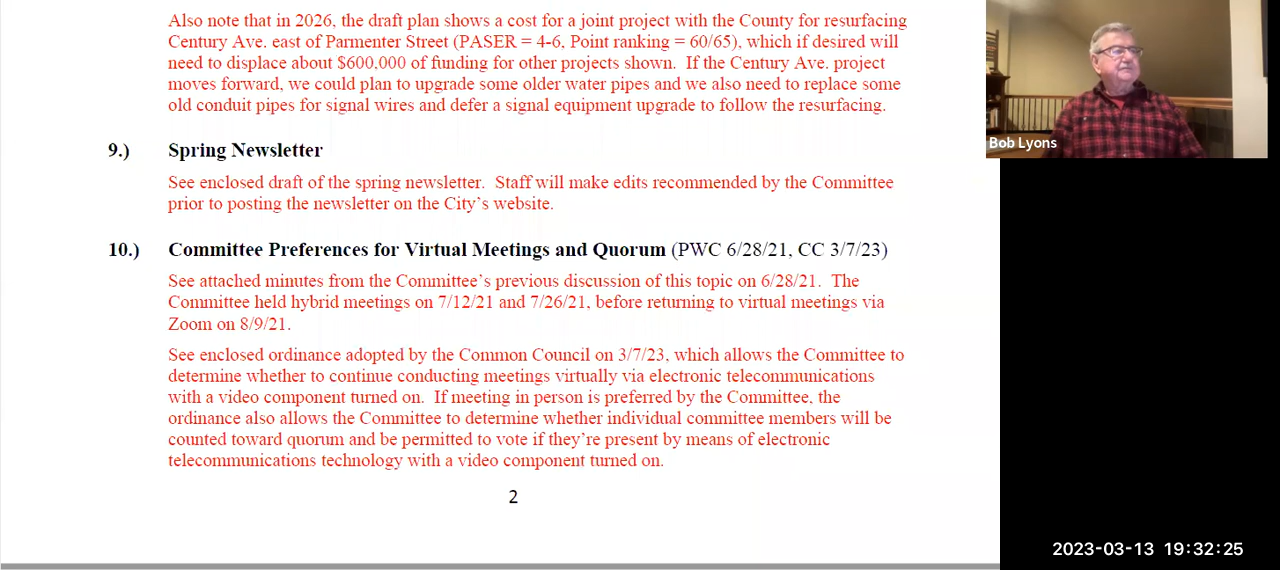 Also note that in 2026, the draft plan shows a cost for a joint project with the County for resurfacing
Century Ave. east of Parmenter Street (PASER = 4-6, Point ranking = 60/65), which if desired will
need to displace about $600,000 of funding for other projects shown.  If the Century Ave. project
moves forward, we could plan to upgrade some older water pipes and we also need to replace some
old conduit pipes for signal wires and defer a signal equipment upgrade to follow the resurfacing.
9.) Spring Newsletter
See enclosed draft of the spring newsletter.  Staff will make edits recommended by the Committee
prior to posting the newsletter on the City's website.
10.) Committee Preferences for Virtual Meetings and Quorum (PWC 6/28/21, CC 3/7/23)
See attached minutes from the Committee's previous discussion of this topic on 6/28/21.  The
Committee held hybrid meetings on 7/12/21 and 7/26/21, before returning to virtual meetings via
Zoom on 8/9/21.
See enclosed ordinance adopted by the Common Council on 3/7/23, which allows the Committee to
determine whether to continue conducting meetings virtually via electronic telecommunications
with a video component turned on.  If meeting in person is preferred by the Committee, the
ordinance also allows the Committee to determine whether individual committee members will be
counted toward quorum and be permitted to vote if they're present by means of electronic
telecommunications technology with a video component turned on.
2
Bob Lyons
2023-03-13 19:32:25